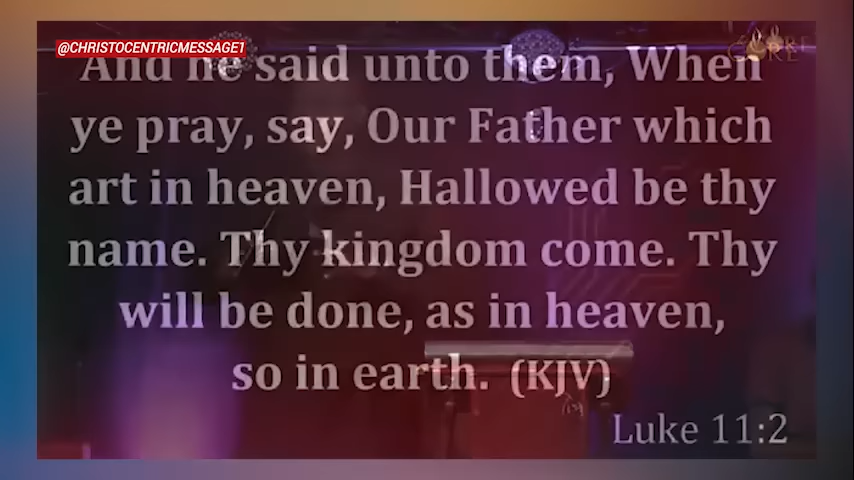 @CHRISTOCENTRICMESSAGE1
And he said unto them, When
ye pray, say, Our Father which
art in heaven, Hallowed be thy
name. Thy kingdom come. Thy
will be done, as in heaven,
so in earth. (KJV)
Luke 11:2